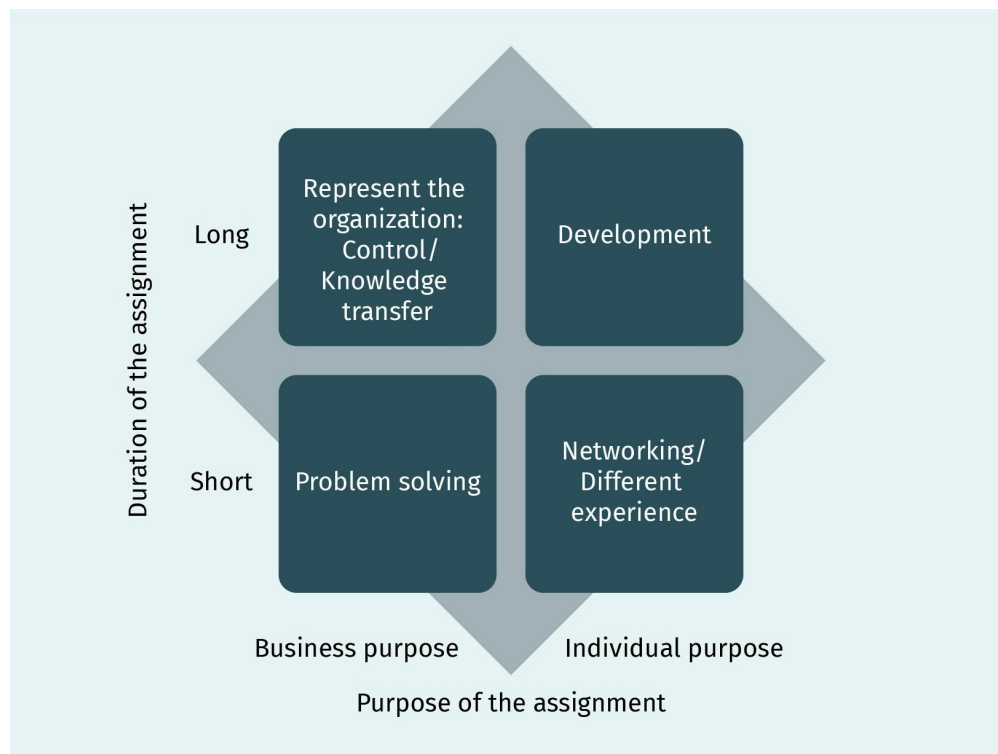 Duration of the assignment
Long
Represent the
organization:
Control/
Knowledge
transfer
Development
Short
Problem solving
Networking/
Different
experience
Business purpose
Individual purpose
Purpose of the assignment